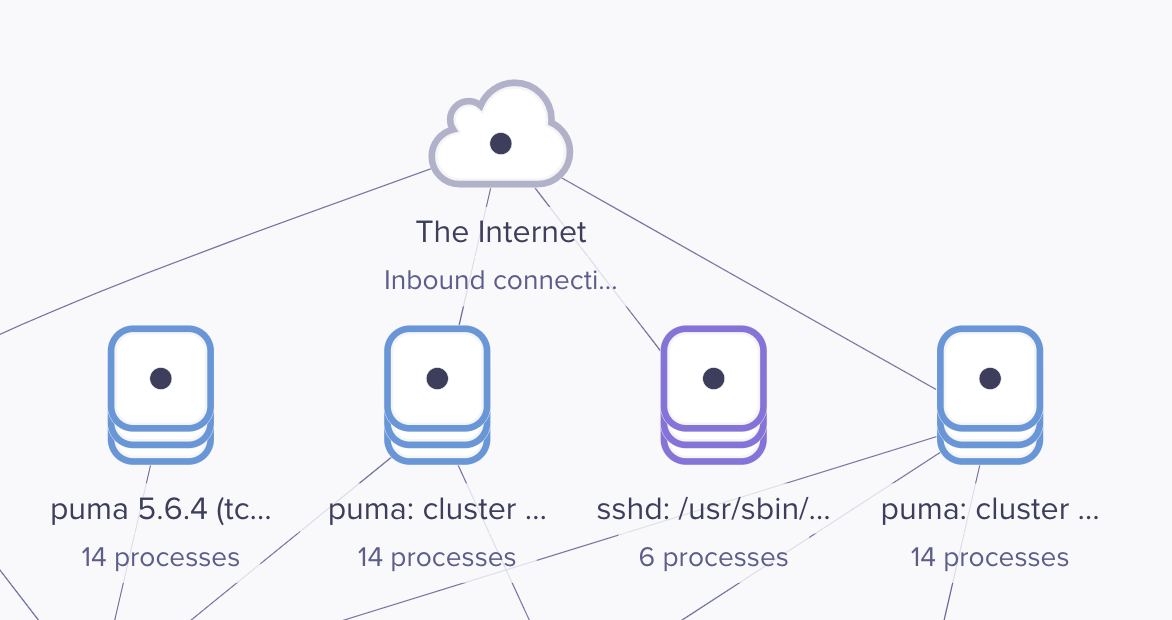 The Internet
Inbound connecti...
puma 5.6.4 (tc...
14 processes
puma: cluster ...
14 processes
sshd: /usr/sbin/...
6 processes
puma: cluster ...
14 processes